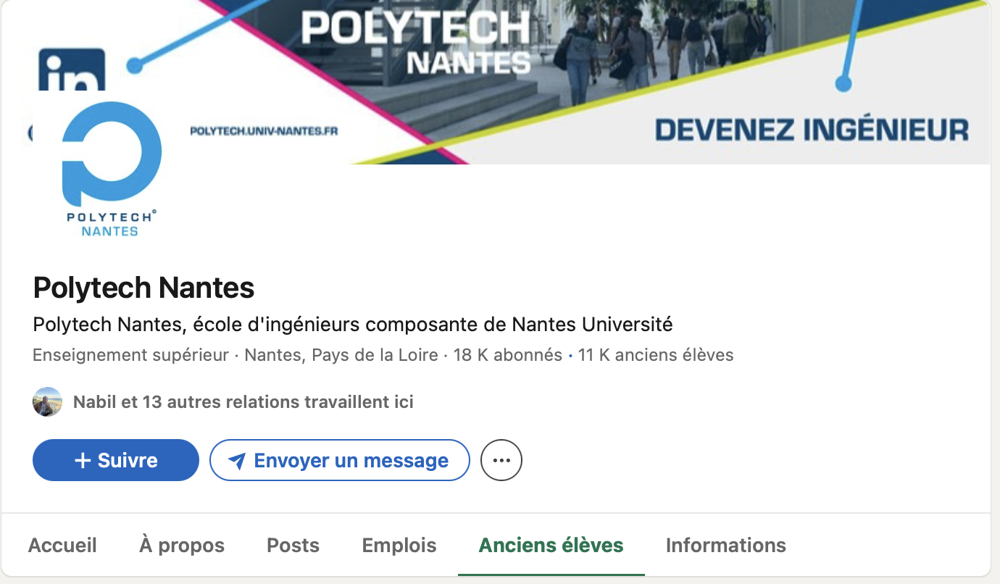 POLYTECH
NANTES
in
POLYTECH.UNIV-NANTES.FR
DEVENEZ INGÉNIEUR
POLYTECH©
NANTES
Polytech Nantes
Polytech Nantes, école d'ingénieurs composante de Nantes Université
Enseignement supérieur · Nantes, Pays de la Loire · 18 K abonnés · 11 K anciens élèves
Nabil et 13 autres relations travaillent ici
+ Suivre
Envoyer un message
Accueil
À propos
Posts
Emplois
Anciens élèves
Informations